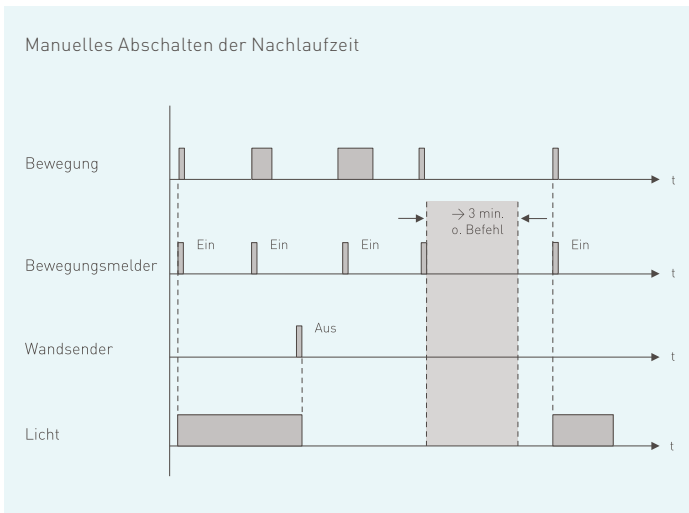 Manuelles Abschalten der Nachlaufzeit
Bewegung
t
→ 3 min.
o. Befehl
Ein
Ein
Ein
Ein
Bewegungsmelder
t
Aus
Wandsender
t
Licht
t